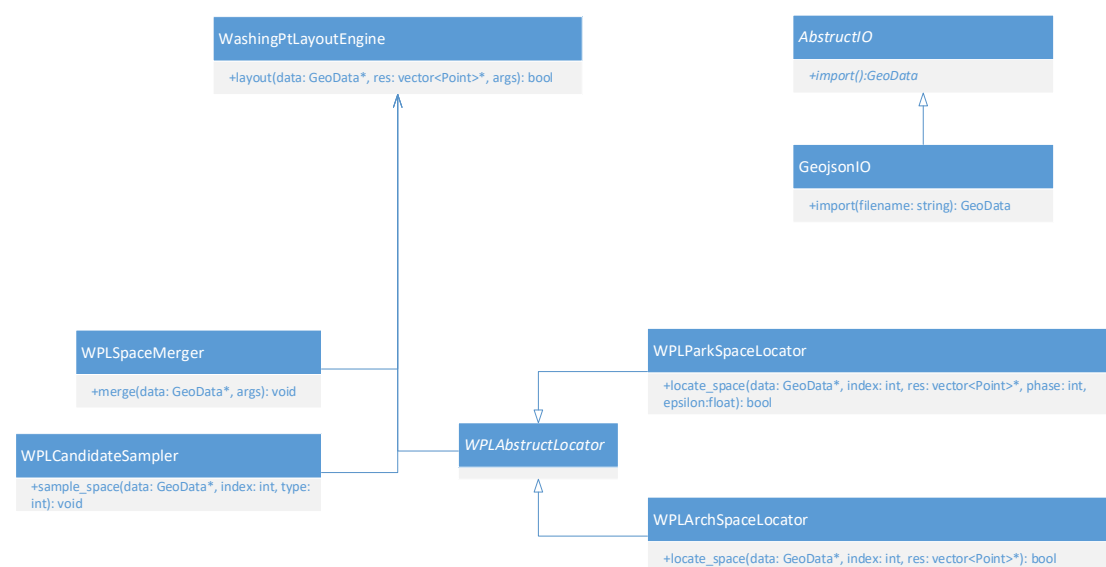 WashingPtLayoutEngine
+layout(data: GeoData*, res: vector<Point>*, args): bool
AbstructIO
+import():GeoData
GeojsonIO
+import(filename: string): GeoData
WPLSpaceMerger
+merge(data: GeoData*, args): void
WPLCandidateSampler
+sample_space(data: GeoData*, index: int, type:
int): void
WPLAbstructLocator
WPLParkSpaceLocator
+locate_space(data: GeoData*, index: int, res: vector<Point>*, phase: int,
epsilon:float): bool
WPLArchSpaceLocator
+locate_space(data: GeoData*, index: int, res: vector<Point>*): bool